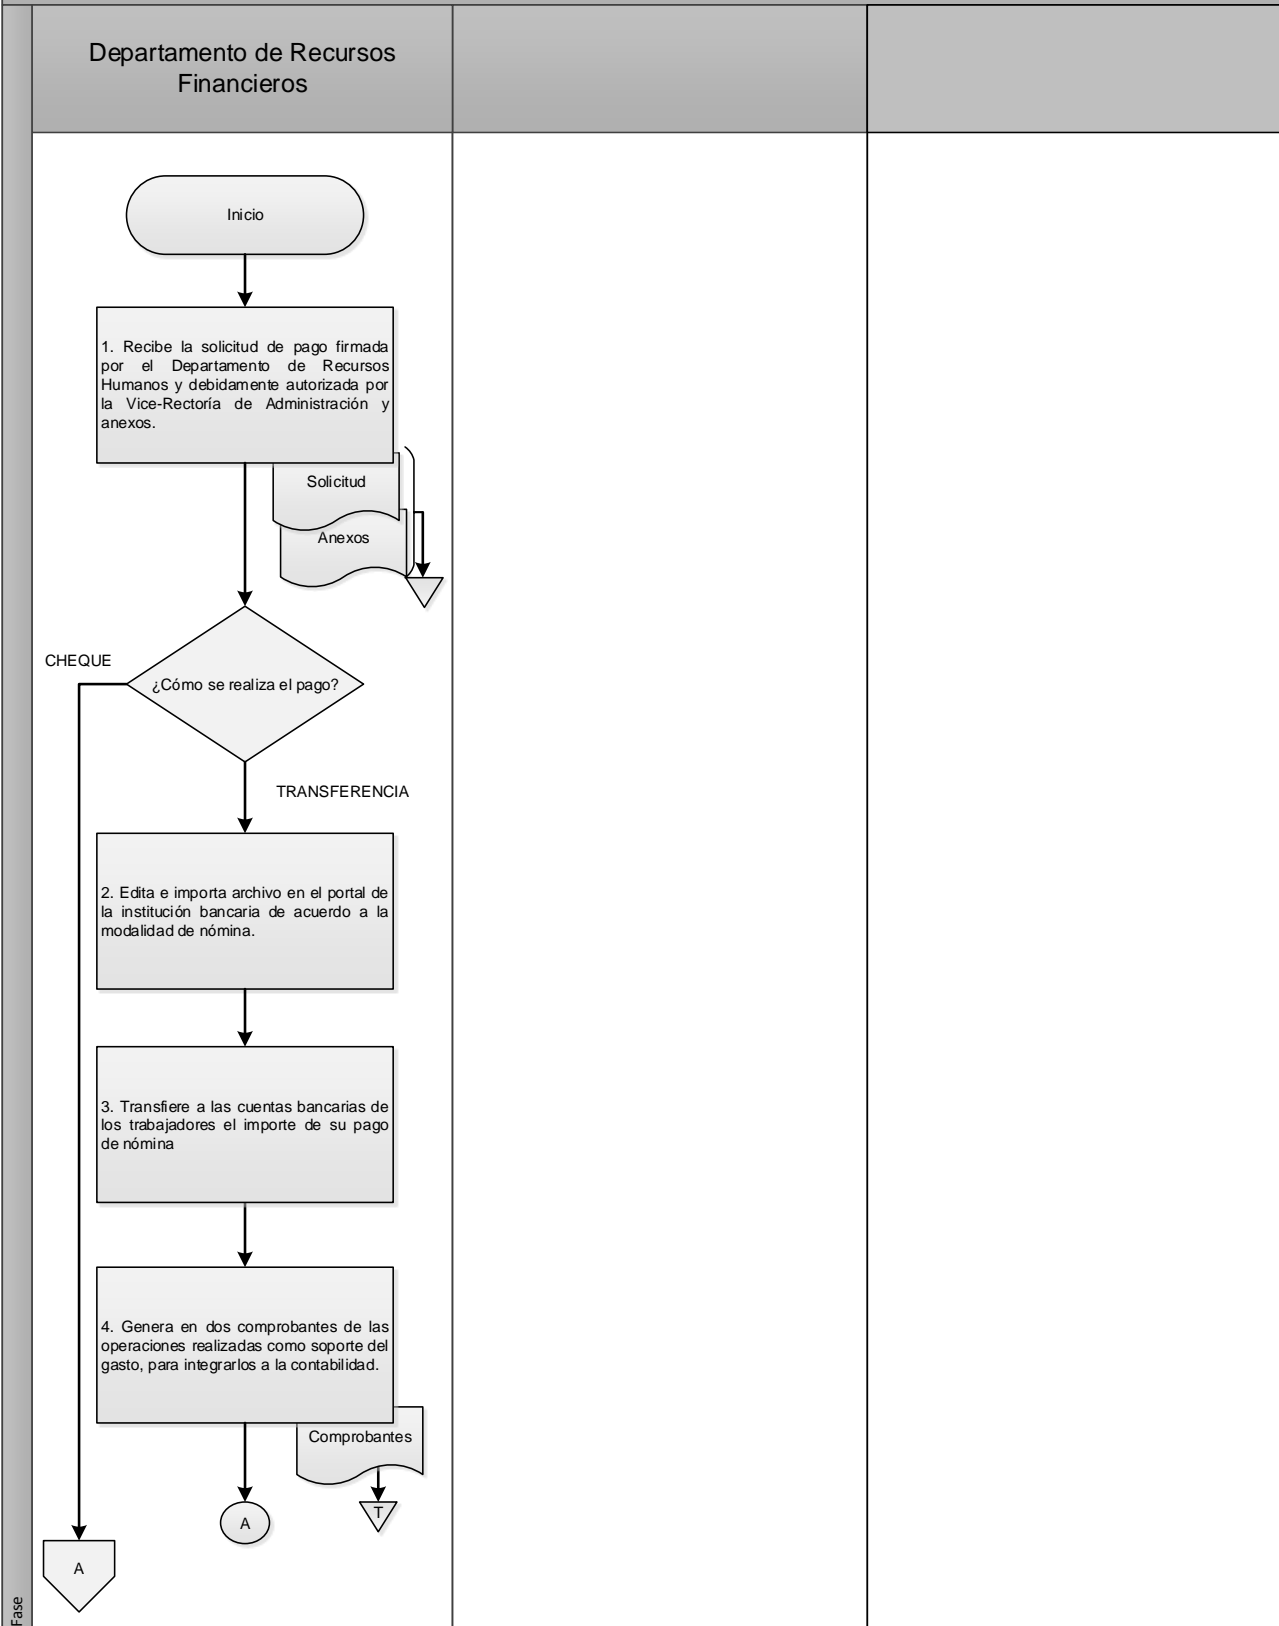 Departamento de Recursos
Financieros
Inicio
1. Recibe la solicitud de pago firmada
por el Departamento de Recursos
Humanos y debidamente autorizada por
la Vice-Rectoría de Administración y
anexos.
Solicitud
Anexos
CHEQUE
¿Cómo se realiza el pago?
TRANSFERENCIA
2. Edita e importa archivo en el portal de
la institución bancaria de acuerdo a la
modalidad de nómina.
3. Transfiere a las cuentas bancarias de
los trabajadores el importe de su pago
de nómina
4. Genera en dos comprobantes de las
operaciones realizadas como soporte del
gasto, para integrarlos a la contabilidad.
Comprobantes
T
A
A
Fase